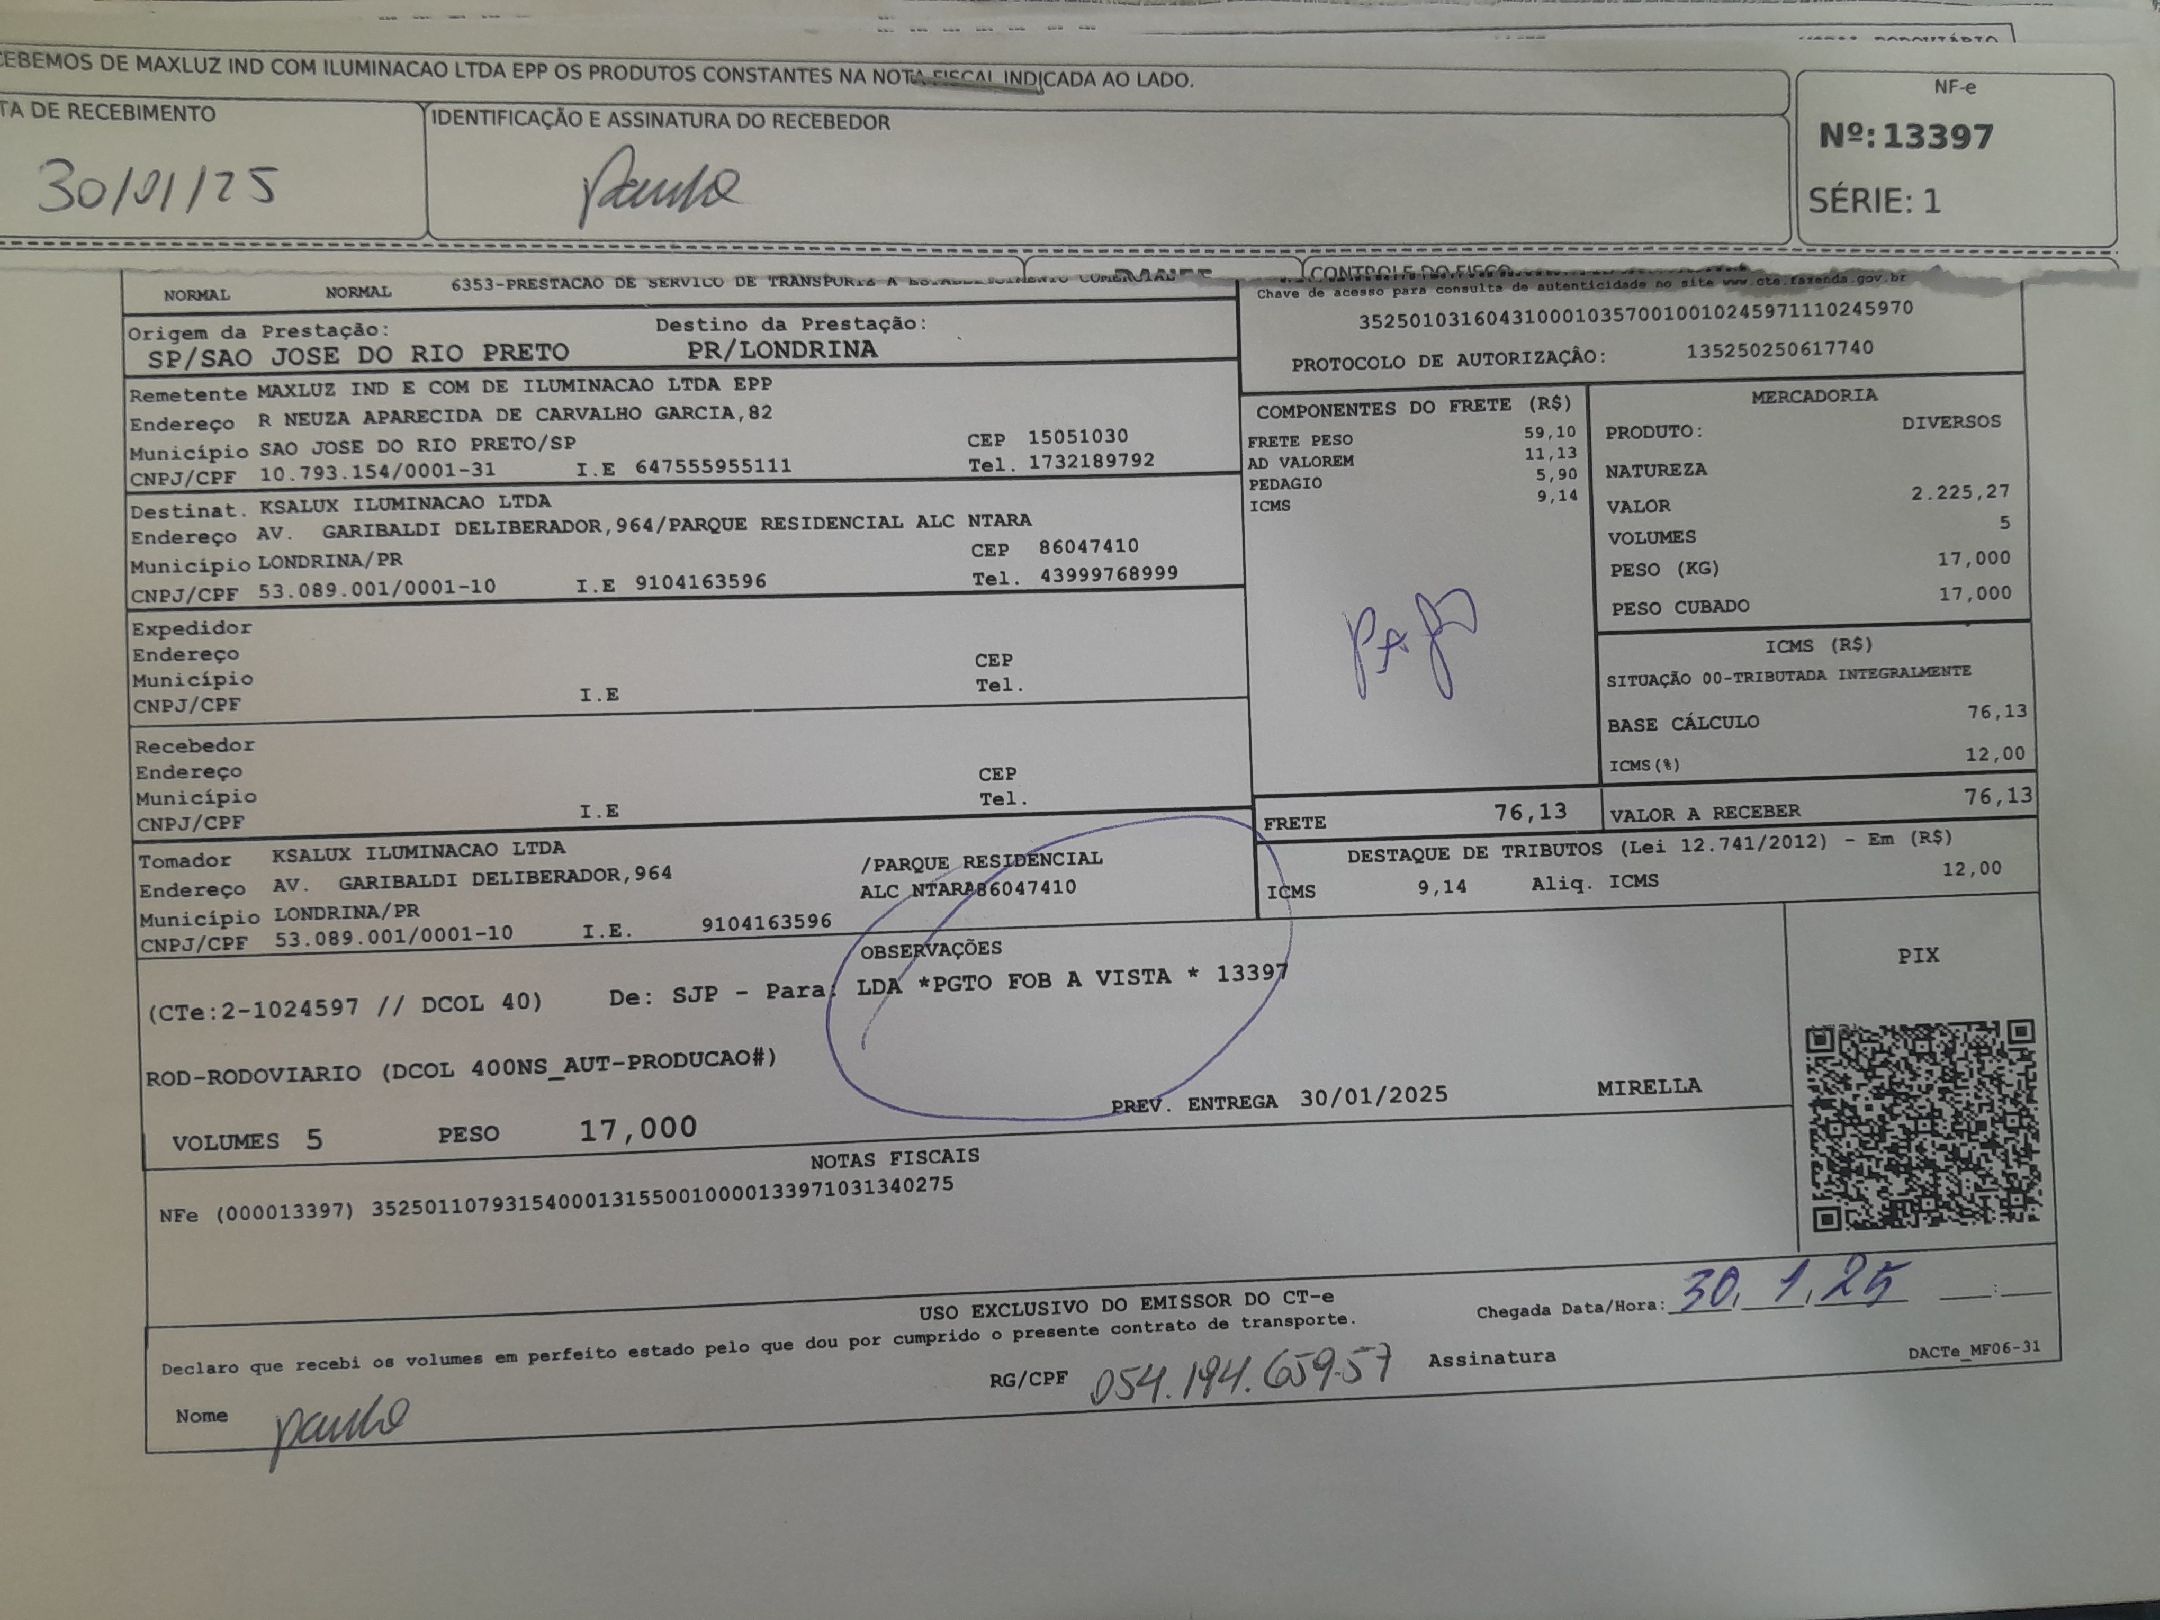 CEBEMOS DE MAXLUZ IND COM ILUMINACAO LTDA EPP OS PRODUTOS CONSTANTES NA NOTA FISCAL INDICADA AO LADO.
TA DE RECEBIMENTO
30/01/25
IDENTIFICAÇÃO E ASSINATURA DO RECEBEDOR
Paulo
NF-e
Nº: 13397
SÉRIE: 1
CONTROLE DO FISCO
NORMAL NORMAL 6353-PRESTACAO DE SERVICO DE TRANSPORTE A ESTABELECIMENTO COMERCIAL
Chave de acesso para consulta de autenticidade no site www.cte.fazenda.gov.br
35250103160431000103570010010245971110245970
PROTOCOLO DE AUTORIZAÇÃO: 135250250617740
Origem da Prestação: Destino da Prestação:
SP/SAO JOSE DO RIO PRETO PR/LONDRINA
Remetente MAXLUZ IND E COM DE ILUMINACAO LTDA EPP
Endereço R NEUZA APARECIDA DE CARVALHO GARCIA,82
Município SAO JOSE DO RIO PRETO/SP CEP 15051030
CNPJ/CPF 10.793.154/0001-31 I.E 647555955111 Tel. 1732189792
Destinat. KSALUX ILUMINACAO LTDA
Endereço AV. GARIBALDI DELIBERADOR,964/PARQUE RESIDENCIAL ALC NTARA
Município LONDRINA/PR CEP 86047410
CNPJ/CPF 53.089.001/0001-10 I.E 9104163596 Tel. 43999768999
Expedidor
Endereço
Município CEP
CNPJ/CPF I.E Tel.
Recebedor
Endereço
Município CEP
CNPJ/CPF I.E Tel.
Tomador KSALUX ILUMINACAO LTDA
Endereço AV. GARIBALDI DELIBERADOR,964 /PARQUE RESIDENCIAL
ALC NTARA86047410
Município LONDRINA/PR
CNPJ/CPF 53.089.001/0001-10 I.E. 9104163596
COMPONENTES DO FRETE (R$)
FRETE PESO 59,10
AD VALOREM 11,13
PEDAGIO 5,90
ICMS 9,14
Pago
FRETE 76,13
MERCADORIA
PRODUTO: DIVERSOS
NATUREZA
VALOR 2.225,27
VOLUMES 5
PESO (KG) 17,000
PESO CUBADO 17,000
ICMS (R$)
SITUAÇÃO 00-TRIBUTADA INTEGRALMENTE
BASE CÁLCULO 76,13
ICMS(%) 12,00
VALOR A RECEBER 76,13
DESTAQUE DE TRIBUTOS (Lei 12.741/2012) - Em (R$)
ICMS 9,14 Aliq. ICMS 12,00
OBSERVAÇÕES
(CTe:2-1024597 // DCOL 40) De: SJP - Para: LDA *PGTO FOB A VISTA * 13397
ROD-RODOVIARIO (DCOL 400NS_AUT-PRODUCAO#)
PREV. ENTREGA 30/01/2025 MIRELLA
VOLUMES 5 PESO 17,000
PIX
NOTAS FISCAIS
NFe (000013397) 35250110793154000131550010000133971031340275
USO EXCLUSIVO DO EMISSOR DO CT-e
Chegada Data/Hora: 30. 1. 25 :
Declaro que recebi os volumes em perfeito estado pelo que dou por cumprido o presente contrato de transporte.
Nome Paulo RG/CPF 054.194.659-57 Assinatura
DACTe_MF06-31